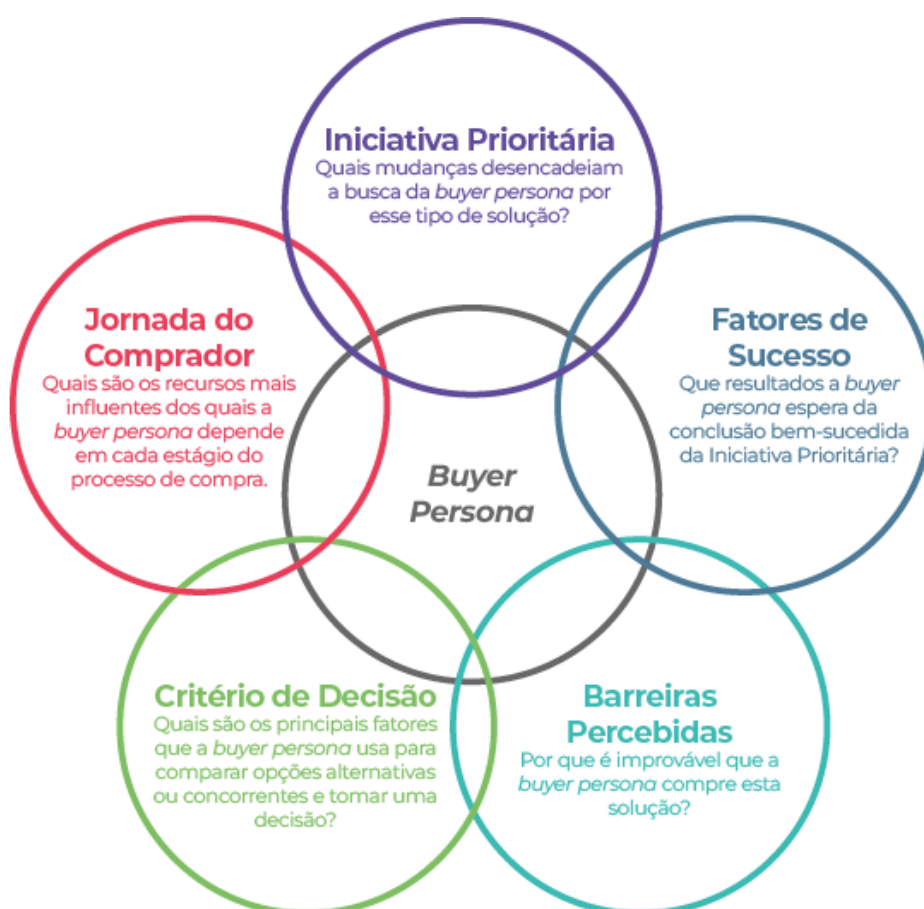 Iniciativa Prioritária
Quais mudanças desencadeiam
a busca da buyer persona por
esse tipo de solução?
Jornada do
Comprador
Quais são os recursos mais
influentes dos quais a
buyer persona depende
em cada estágio do
processo de compra.
Fatores de
Sucesso
Que resultados a buyer
persona espera da
conclusão bem-sucedida
da Iniciativa Prioritária?
Buyer
Persona
Critério de Decisão
Quais são os principais fatores
que a buyer persona usa para
comparar opções alternativas
ou concorrentes e tomar uma
decisão?
Barreiras
Percebidas
Por que é improvável que a
buyer persona compre esta
solução?